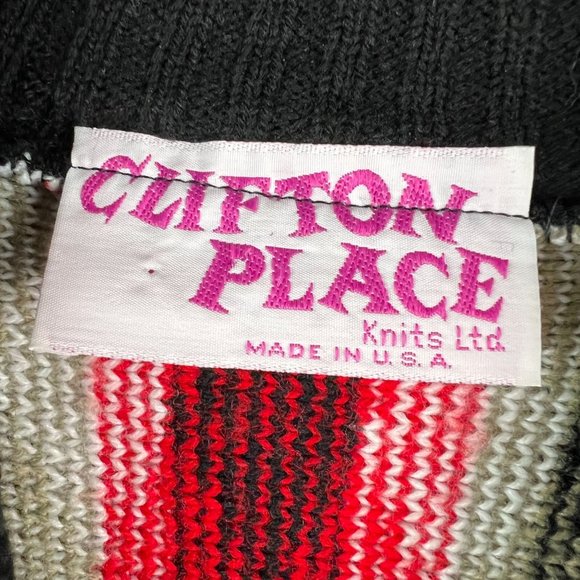 CLIFTON
PLACE
Knits Ltd.
MADE IN U.S.A.